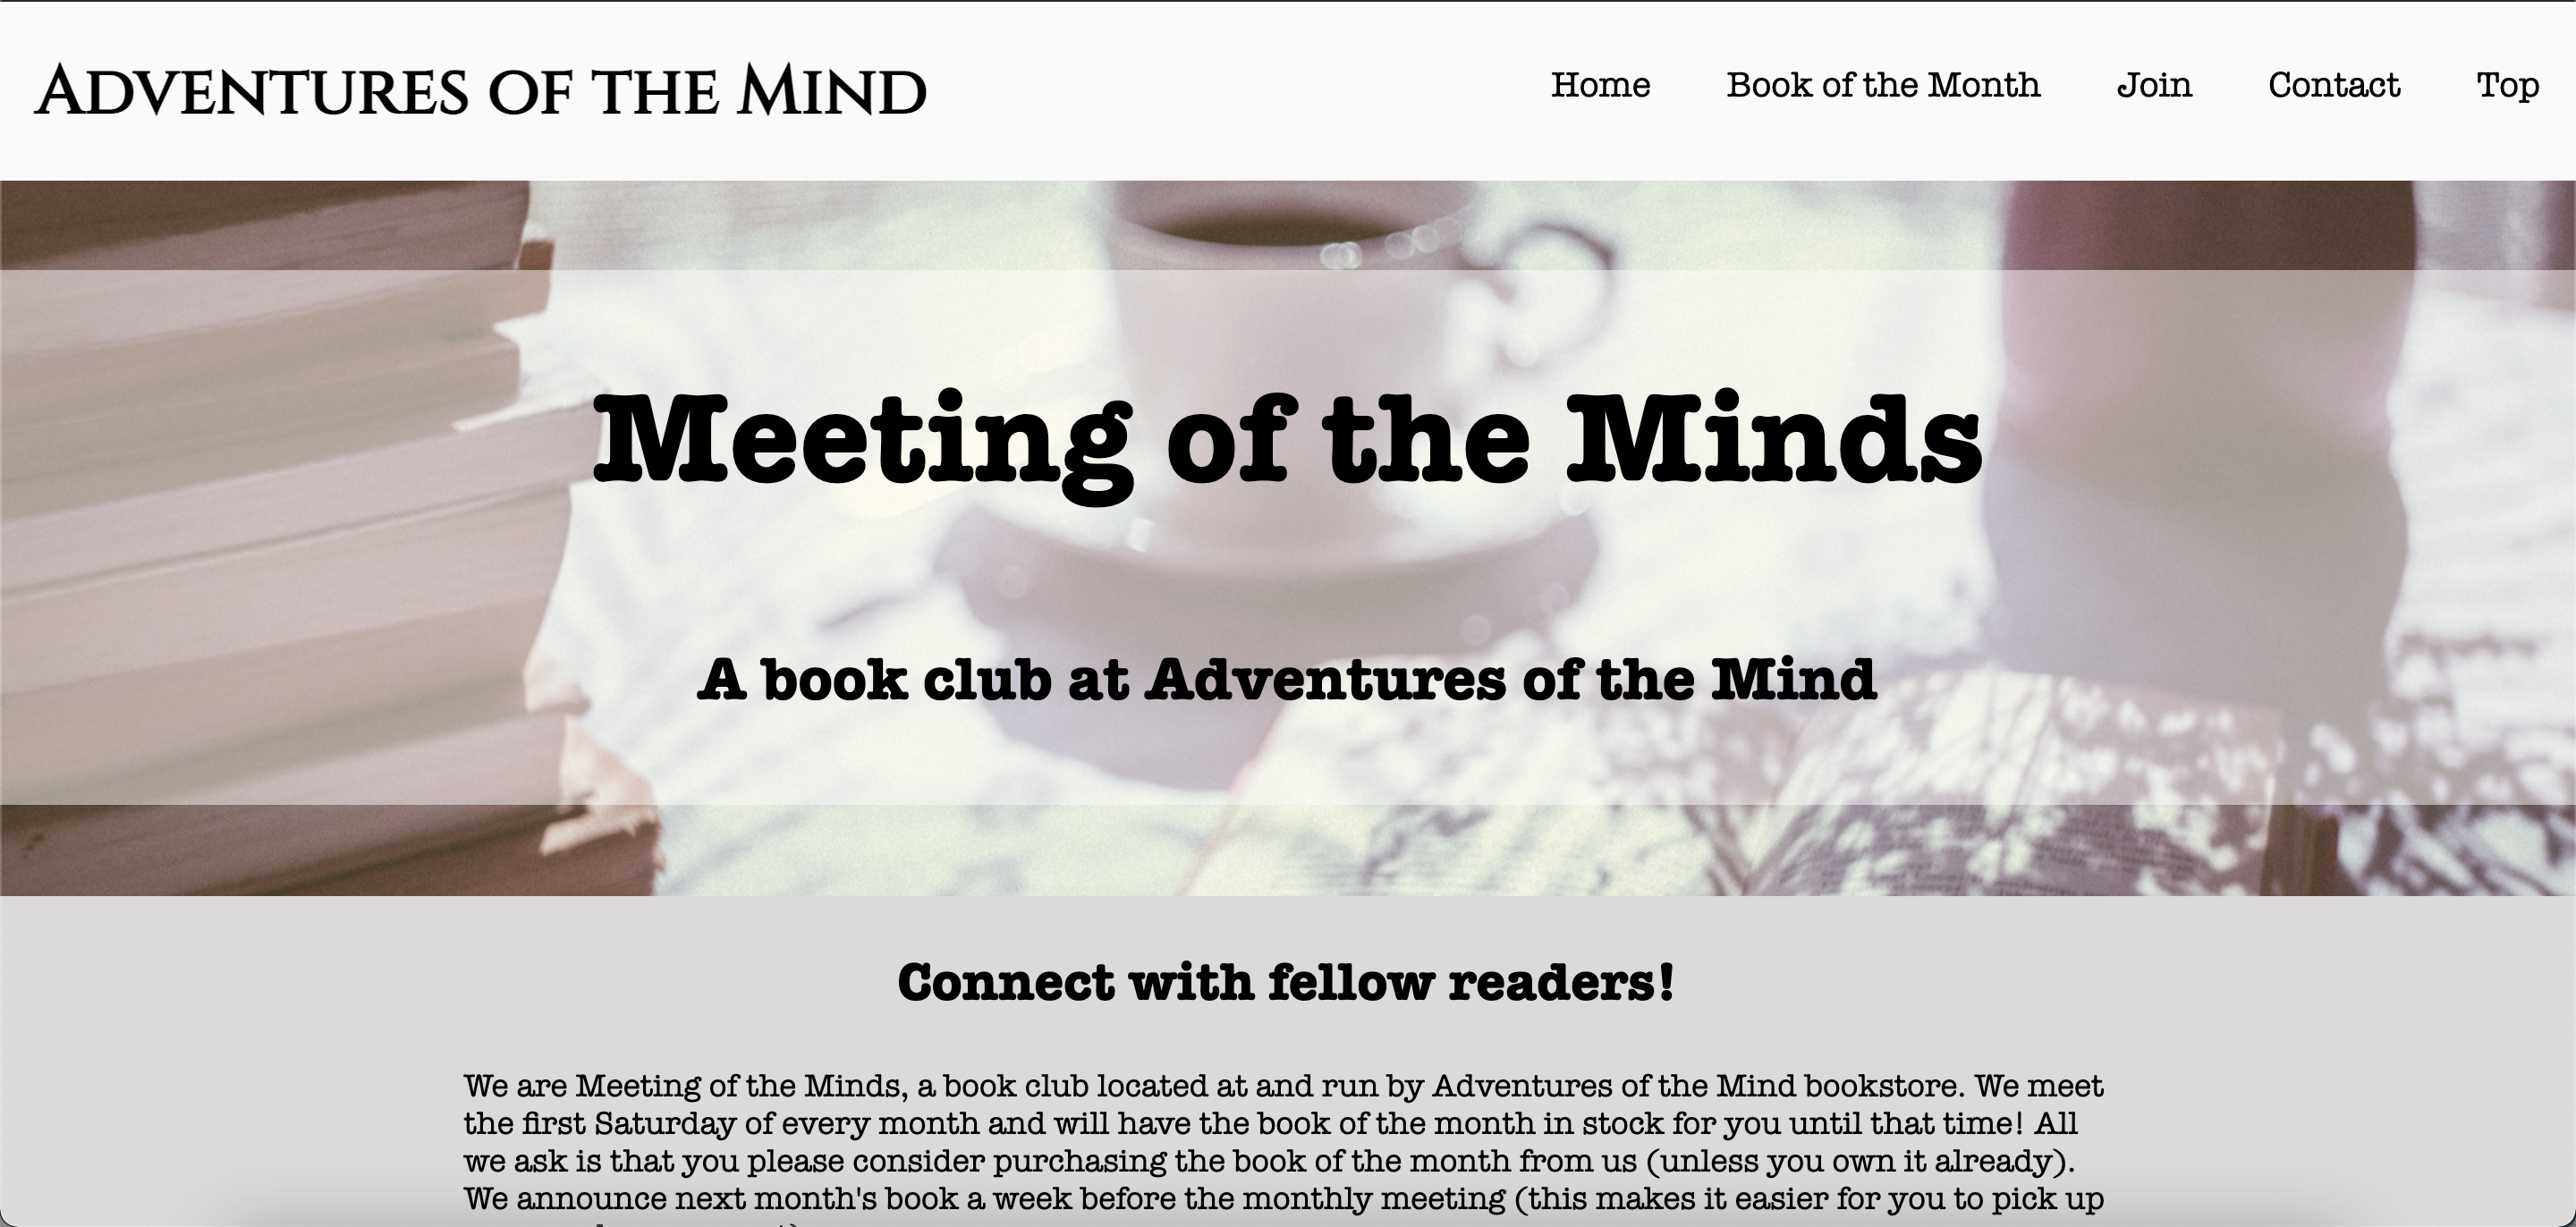 Adventures of the Mind
Home Book of the Month Join Contact Top
Meeting of the Minds
A book club at Adventures of the Mind
Connect with fellow readers!
We are Meeting of the Minds, a book club located at and run by Adventures of the Mind bookstore. We meet
the first Saturday of every month and will have the book of the month in stock for you until that time! All
we ask is that you please consider purchasing the book of the month from us (unless you own it already).
We announce next month's book a week before the monthly meeting (this makes it easier for you to pick up